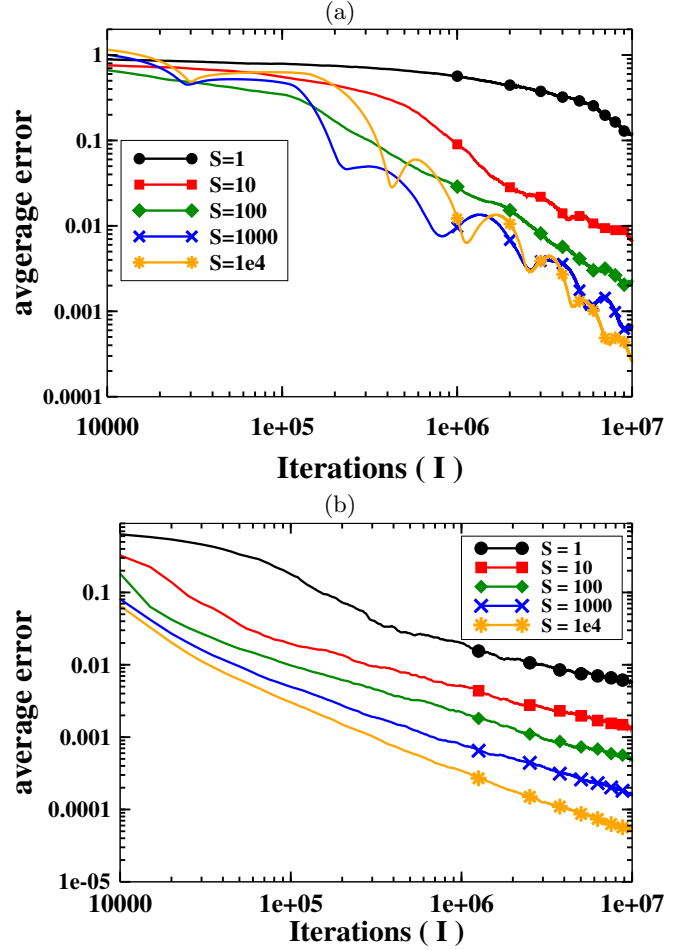 (a)
1
0.1
0.01
0.001
0.0001
avgerage error
S=1
S=10
S=100
S=1000
S=1e4
10000
1e+05
1e+06
1e+07
Iterations ( I )
(b)
0.1
0.01
0.001
0.0001
1e-05
average error
S = 1
S = 10
S = 100
S = 1000
S = 1e4
10000
1e+05
1e+06
1e+07
Iterations ( I )